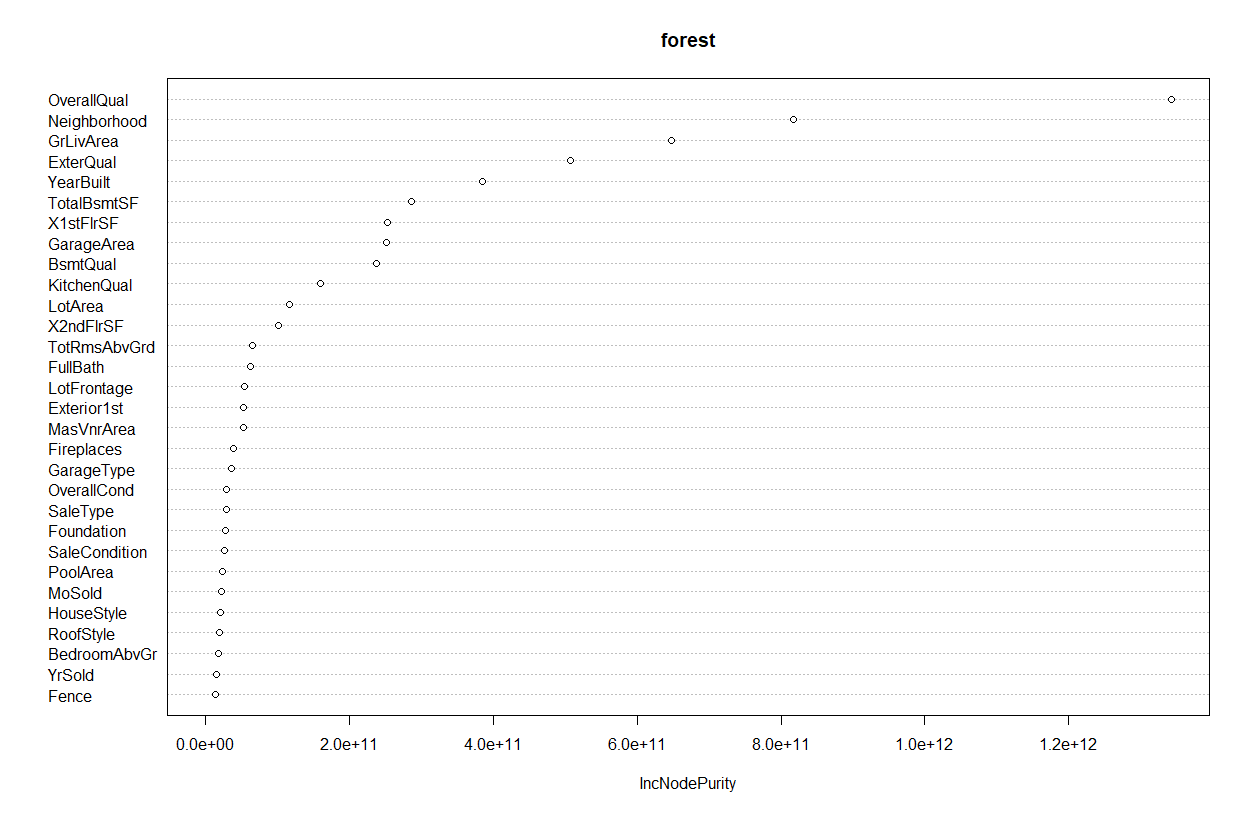 forest
OverallQual
Neighborhood
GrLivArea
ExterQual
YearBuilt
TotalBsmtSF
X1stFlrSF
GarageArea
BsmtQual
KitchenQual
LotArea
X2ndFlrSF
TotRmsAbvGrd
FullBath
LotFrontage
Exterior1st
MasVnrArea
Fireplaces
GarageType
OverallCond
SaleType
Foundation
SaleCondition
PoolArea
MoSold
HouseStyle
RoofStyle
BedroomAbvGr
YrSold
Fence
0.0e+00 2.0e+11 4.0e+11 6.0e+11 8.0e+11 1.0e+12 1.2e+12
IncNodePurity